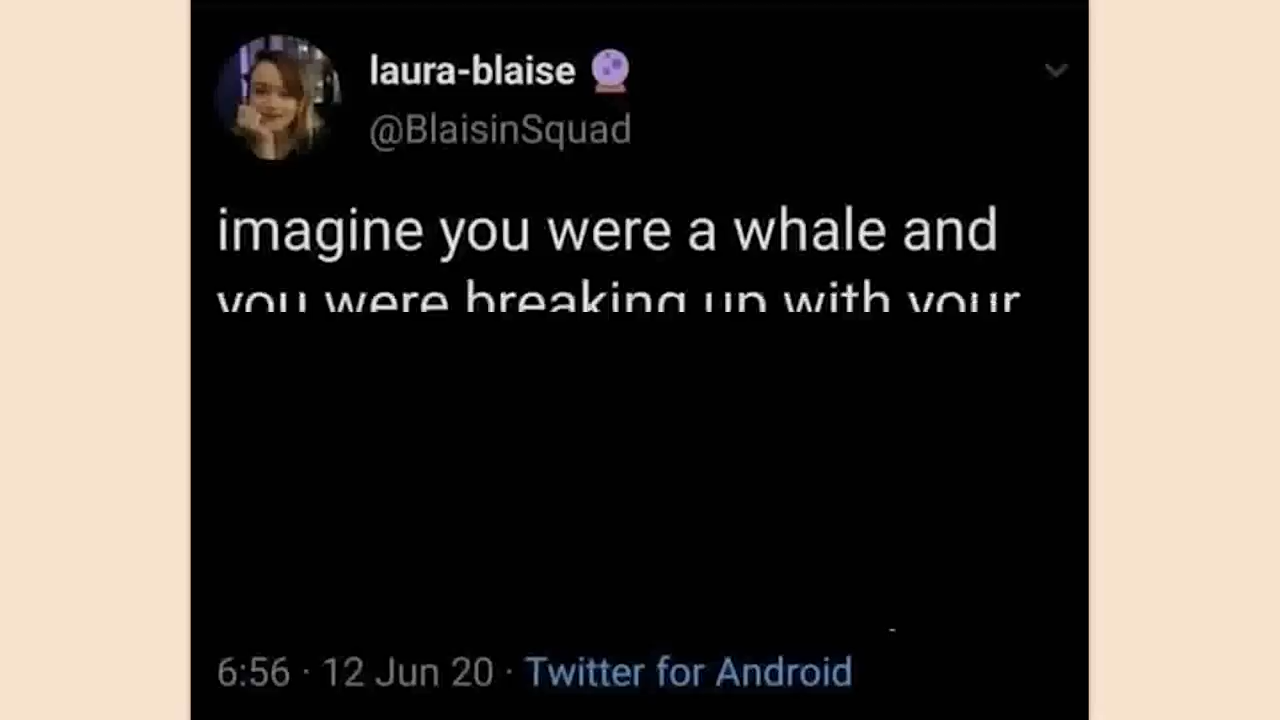 laura-blaise
@BlaisinSquad
imagine you were a whale and
you were breaking up with your
6:56 · 12 Jun 20 · Twitter for Android